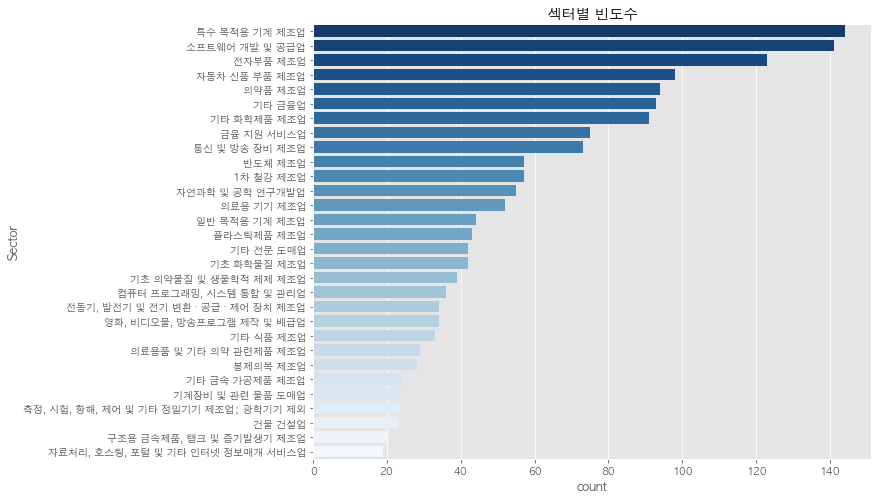 섹터별 빈도수
특수 목적용 기계 제조업
소프트웨어 개발 및 공급업
전자부품 제조업
자동차 신품 부품 제조업
의약품 제조업
기타 금융업
기타 화학제품 제조업
금융 지원 서비스업
통신 및 방송 장비 제조업
반도체 제조업
1차 철강 제조업
자연과학 및 공학 연구개발업
의료용 기기 제조업
일반 목적용 기계 제조업
플라스틱제품 제조업
기타 전문 도매업
기초 화학물질 제조업
기초 의약물질 및 생물학적 제제 제조업
컴퓨터 프로그래밍, 시스템 통합 및 관리업
전동기, 발전기 및 전기 변환 · 공급 · 제어 장치 제조업
영화, 비디오물, 방송프로그램 제작 및 배급업
기타 식품 제조업
의료용품 및 기타 의약 관련제품 제조업
봉제의복 제조업
기타 금속 가공제품 제조업
기계장비 및 관련 물품 도매업
측정, 시험, 항해, 제어 및 기타 정밀기기 제조업; 광학기기 제외
건물 건설업
구조용 금속제품, 탱크 및 증기발생기 제조업
자료처리, 호스팅, 포털 및 기타 인터넷 정보매개 서비스업
Sector
0 20 40 60 80 100 120 140
count